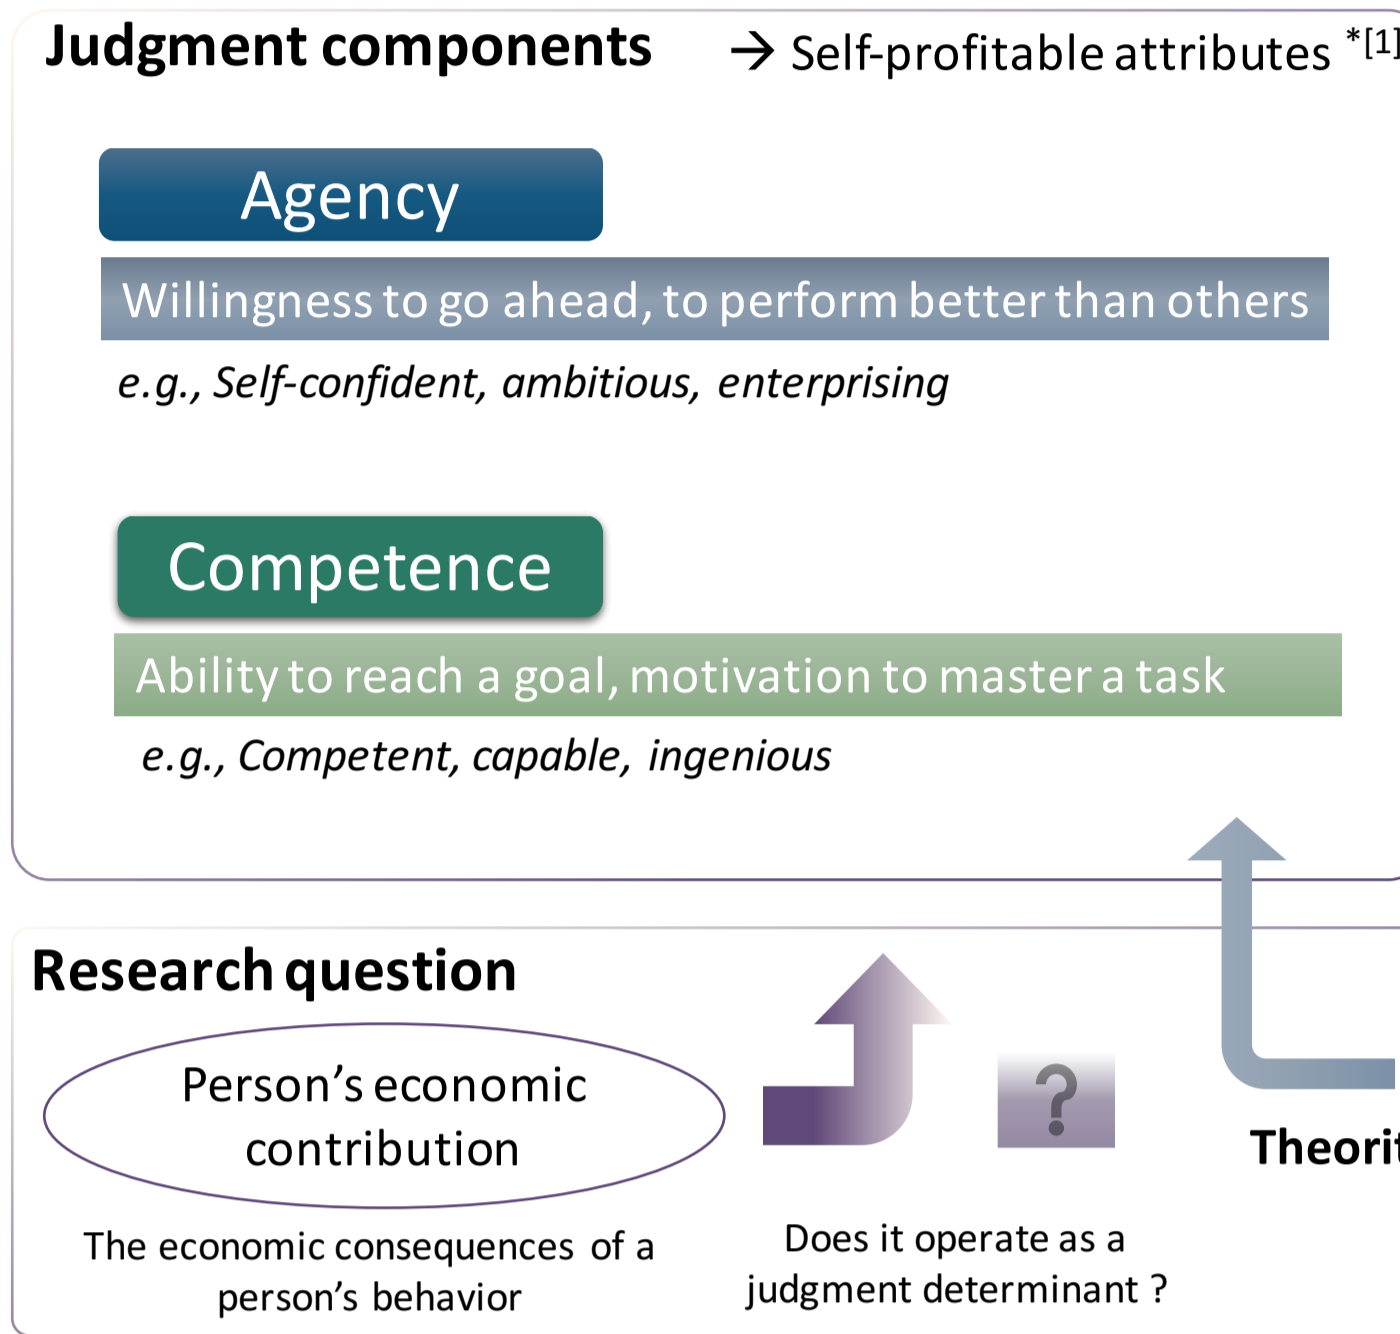 Judgment components → Self-profitable attributes *[1]
Agency
Willingness to go ahead, to perform better than others
e.g., Self-confident, ambitious, enterprising
Competence
Ability to reach a goal, motivation to master a task
e.g., Competent, capable, ingenious
Research question
Person's economic
contribution
The economic consequences of a
person's behavior
?
Does it operate as a
judgment determinant ?